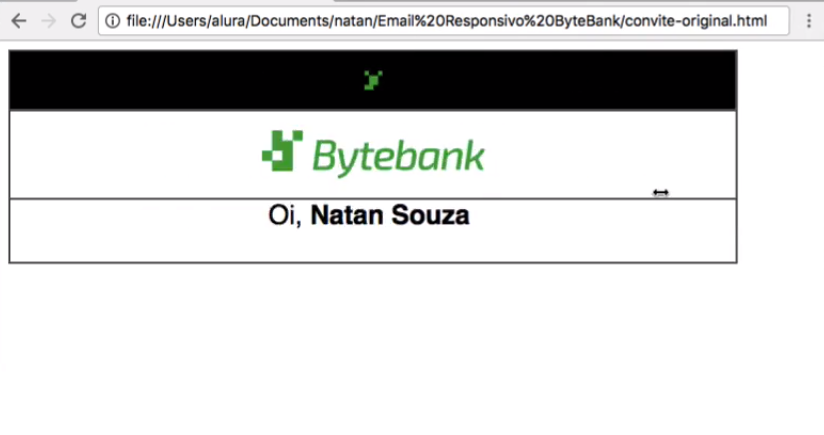 file:///Users/alura/Documents/natan/Email%20Responsivo%20ByteBank/convite-original.html
Bytebank
Oi, Natan Souza